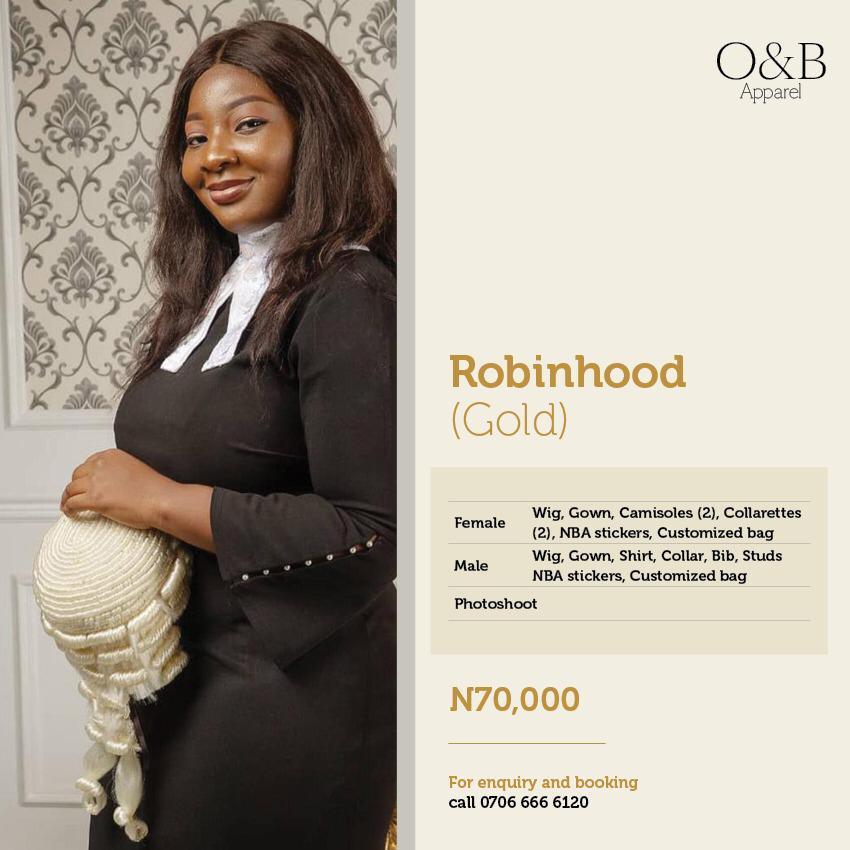 O&B
Apparel
Robinhood
(Gold)
Female
Wig, Gown, Camisoles (2), Collarettes
(2), NBA stickers, Customized bag
Male
Wig, Gown, Shirt, Collar, Bib, Studs
NBA stickers, Customized bag
Photoshoot
N70,000
For enquiry and booking
call 0706 666 6120